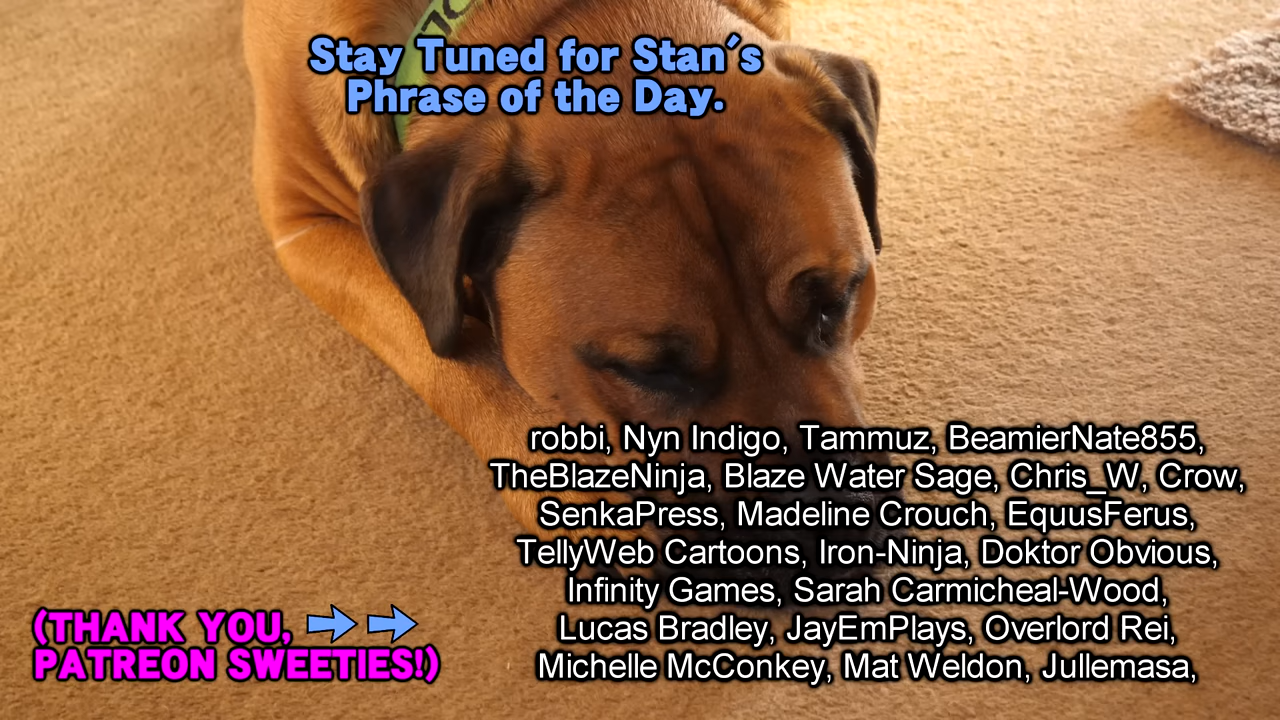 Stay Tuned for Stan's
Phrase of the Day.
robbi, Nyn Indigo, Tammuz, BeamierNate855,
TheBlazeNinja, Blaze Water Sage, Chris_W, Crow,
SenkaPress, Madeline Crouch, EquusFerus,
TellyWeb Cartoons, Iron-Ninja, Doktor Obvious,
Infinity Games, Sarah Carmicheal-Wood,
Lucas Bradley, JayEmPlays, Overlord Rei,
Michelle McConkey, Mat Weldon, Jullemasa,
(THANK YOU,
PATREON SWEETIES!)